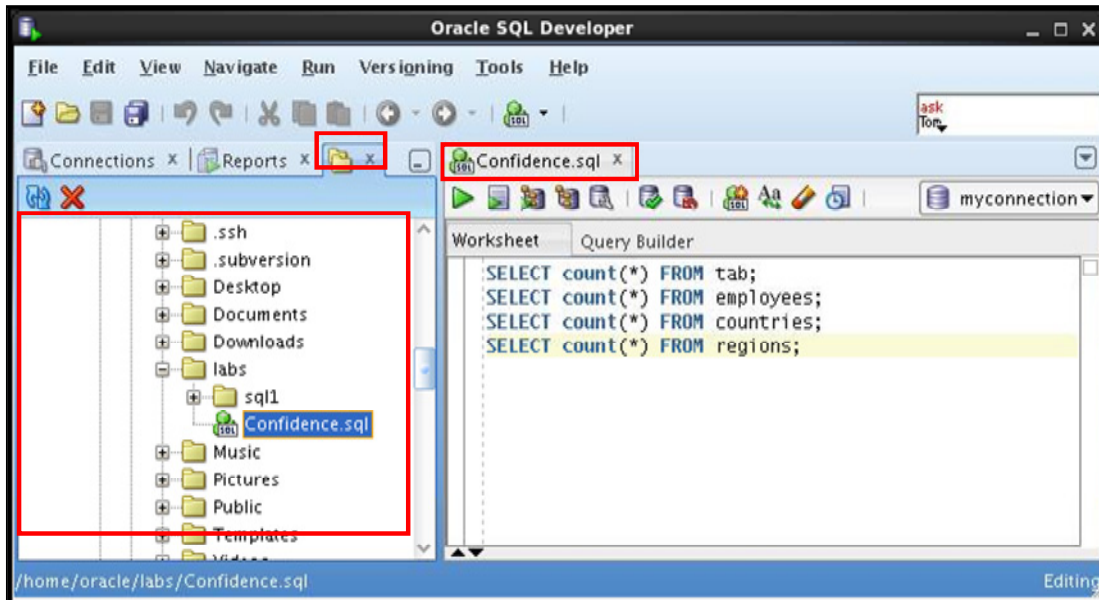 Oracle SQL Developer
File Edit View Navigate Run Versioning Tools Help
ask
Tom
Connections x Reports x x Confidence.sql x
myconnection
Worksheet Query Builder
.ssh
.subversion
Desktop
Documents
Downloads
labs
sql1
Confidence.sql
Music
Pictures
Public
Templates
Videos
SELECT count(*) FROM tab;
SELECT count(*) FROM employees;
SELECT count(*) FROM countries;
SELECT count(*) FROM regions;
/home/oracle/labs/Confidence.sql Editing